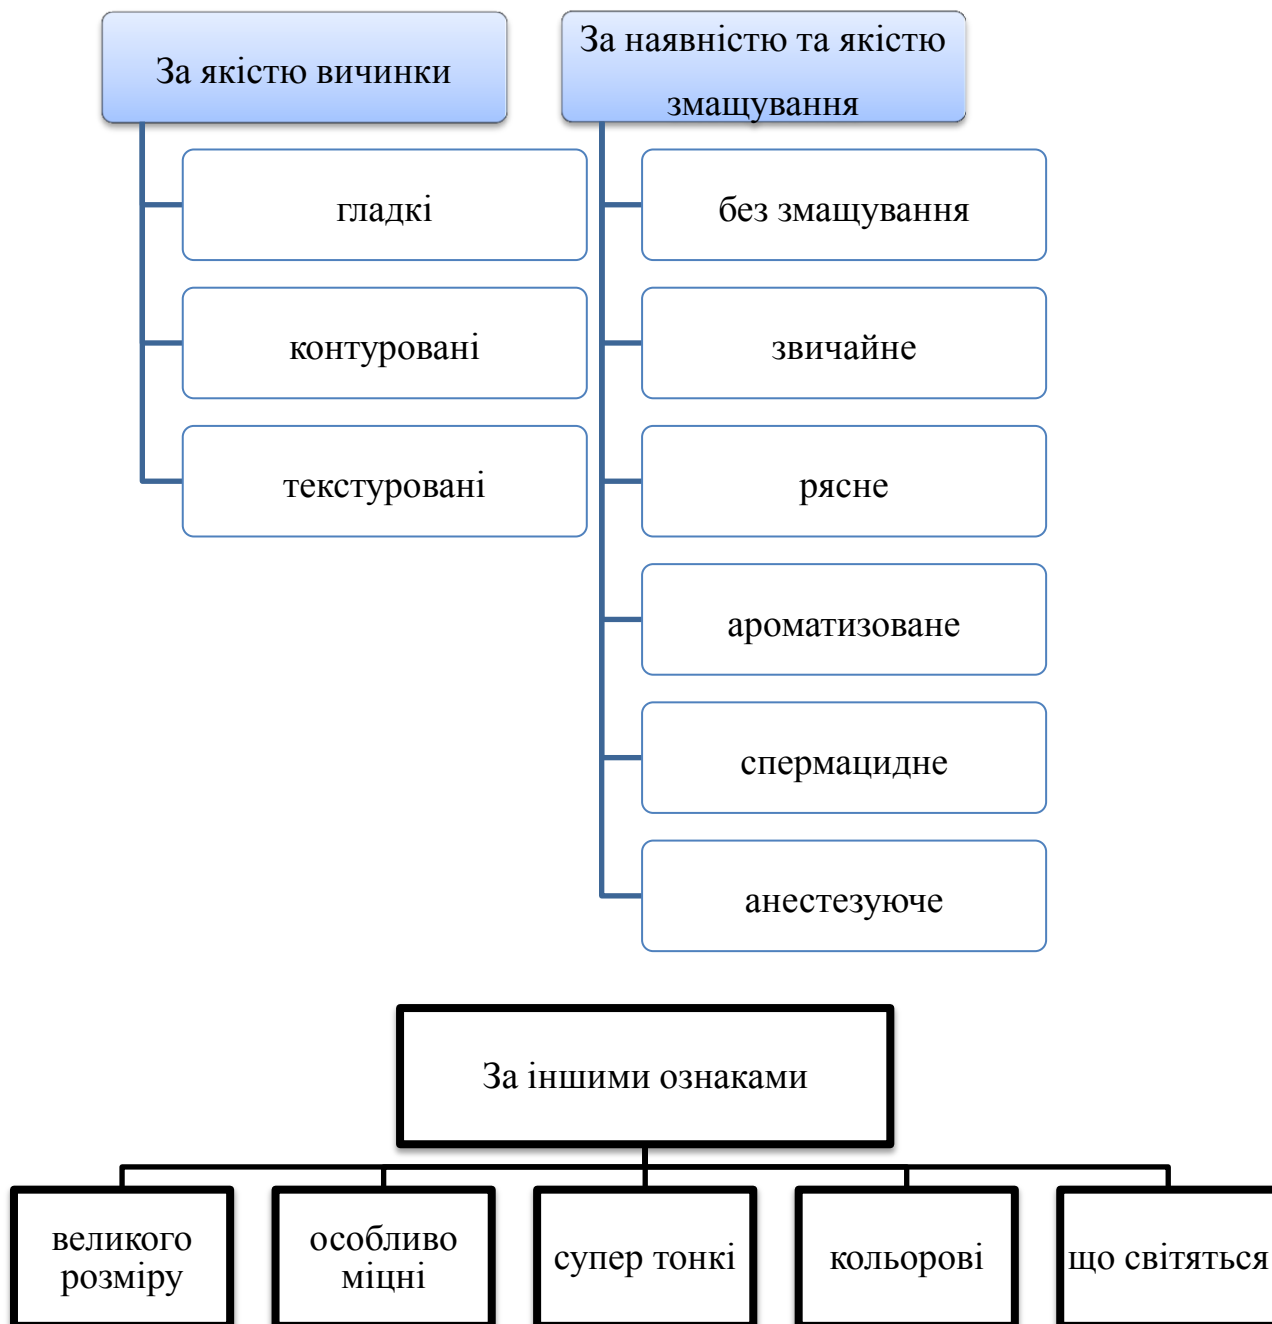 За якістю вичинки
гладкі
контуровані
текстуровані
За наявністю та якістю
змащування
без змащування
звичайне
рясне
ароматизоване
спермацидне
анестезуюче
За іншими ознаками
великого
розміру
особливо
міцні
супер тонкі
кольорові
що світяться